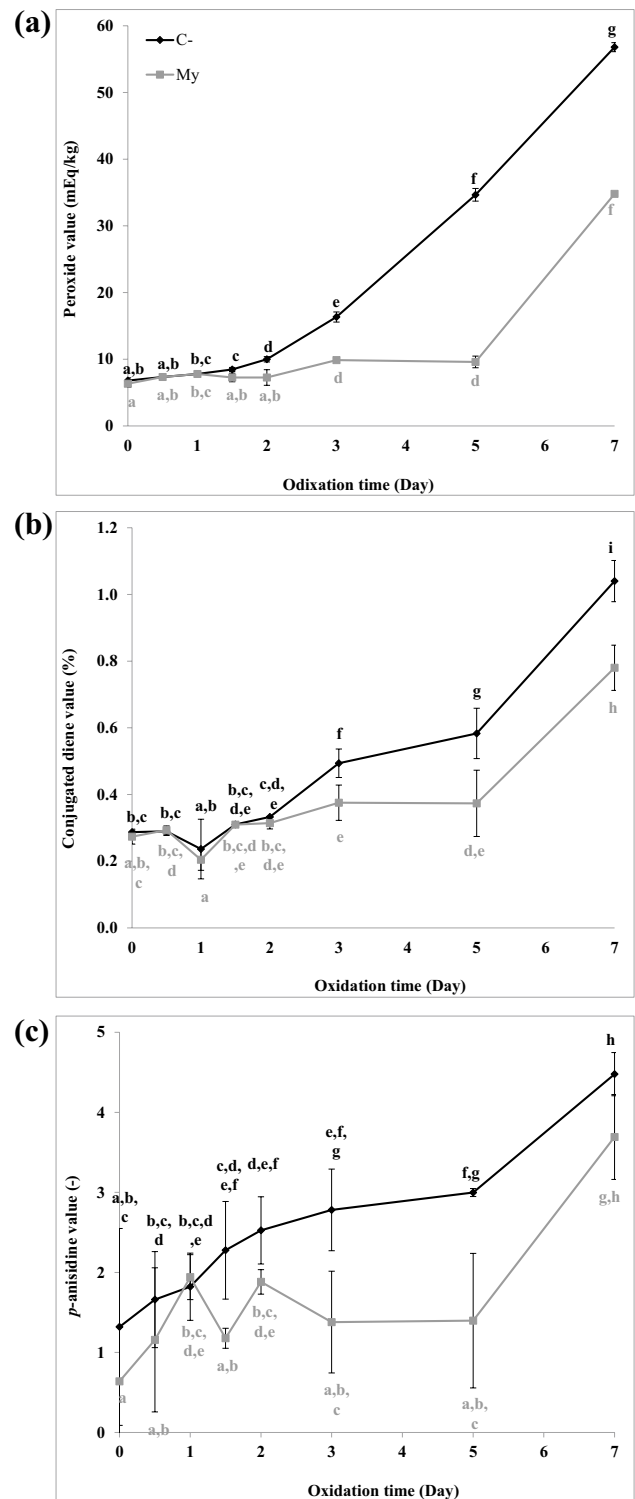 (a)
60
50
40
30
20
10
0
Peroxide value (mEq/kg)
C-
My
a,b
a,b
b,c
c
d
e
f
g
a
a,b
b,c
a,b
a,b
d
d
f
0 1 2 3 4 5 6 7
Odixation time (Day)
(b)
1.2
1.0
0.8
0.6
0.4
0.2
0.0
Conjugated diene value (%)
b,c
b,c
a,b
b,c,
d,e
c,d,
e
f
g
i
a,b,
c
b,c,
d
a
b,c,d
,e
b,c,
d,e
e
d,e
h
0 1 2 3 4 5 6 7
Oxidation time (Day)
(c)
5
4
3
2
1
0
p-anisidine value (-)
a,b,
c
b,c,
d
b,c,d
,e
c,d,
e,f
d,e,f
e,f,
g
f,g
h
a
a,b
b,c,
d,e
a,b
b,c,
d,e
a,b,
c
a,b,
c
g,h
0 1 2 3 4 5 6 7
Oxidation time (Day)